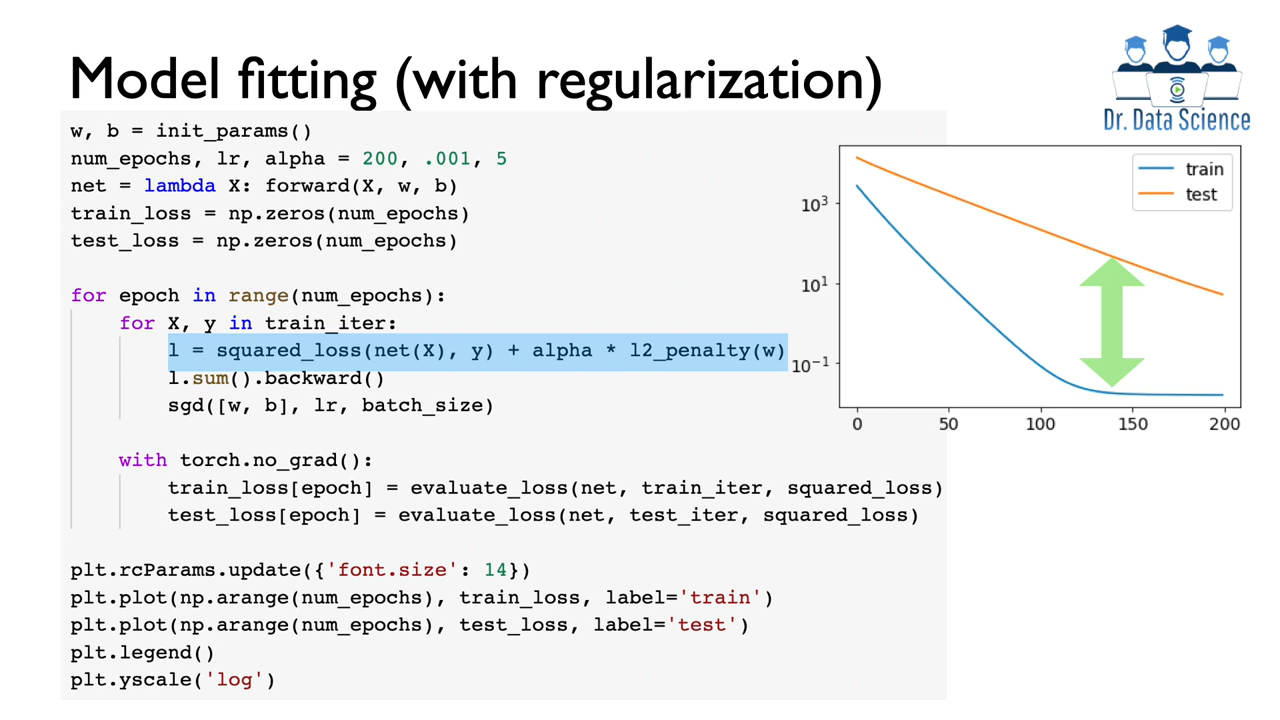 Model fitting (with regularization)
Dr. Data Science
w, b = init_params()
num_epochs, lr, alpha = 200, .001, 5
net = lambda X: forward(X, w, b)
train_loss = np.zeros(num_epochs)
test_loss = np.zeros(num_epochs)
for epoch in range(num_epochs):
for X, y in train_iter:
l = squared_loss(net(X), y) + alpha * l2_penalty(w)
l.sum().backward()
sgd([w, b], lr, batch_size)
with torch.no_grad():
train_loss[epoch] = evaluate_loss(net, train_iter, squared_loss)
test_loss[epoch] = evaluate_loss(net, test_iter, squared_loss)
plt.rcParams.update({'font.size': 14})
plt.plot(np.arange(num_epochs), train_loss, label='train')
plt.plot(np.arange(num_epochs), test_loss, label='test')
plt.legend()
plt.yscale('log')
train
test
10³
10¹
10⁻¹
0 50 100 150 200